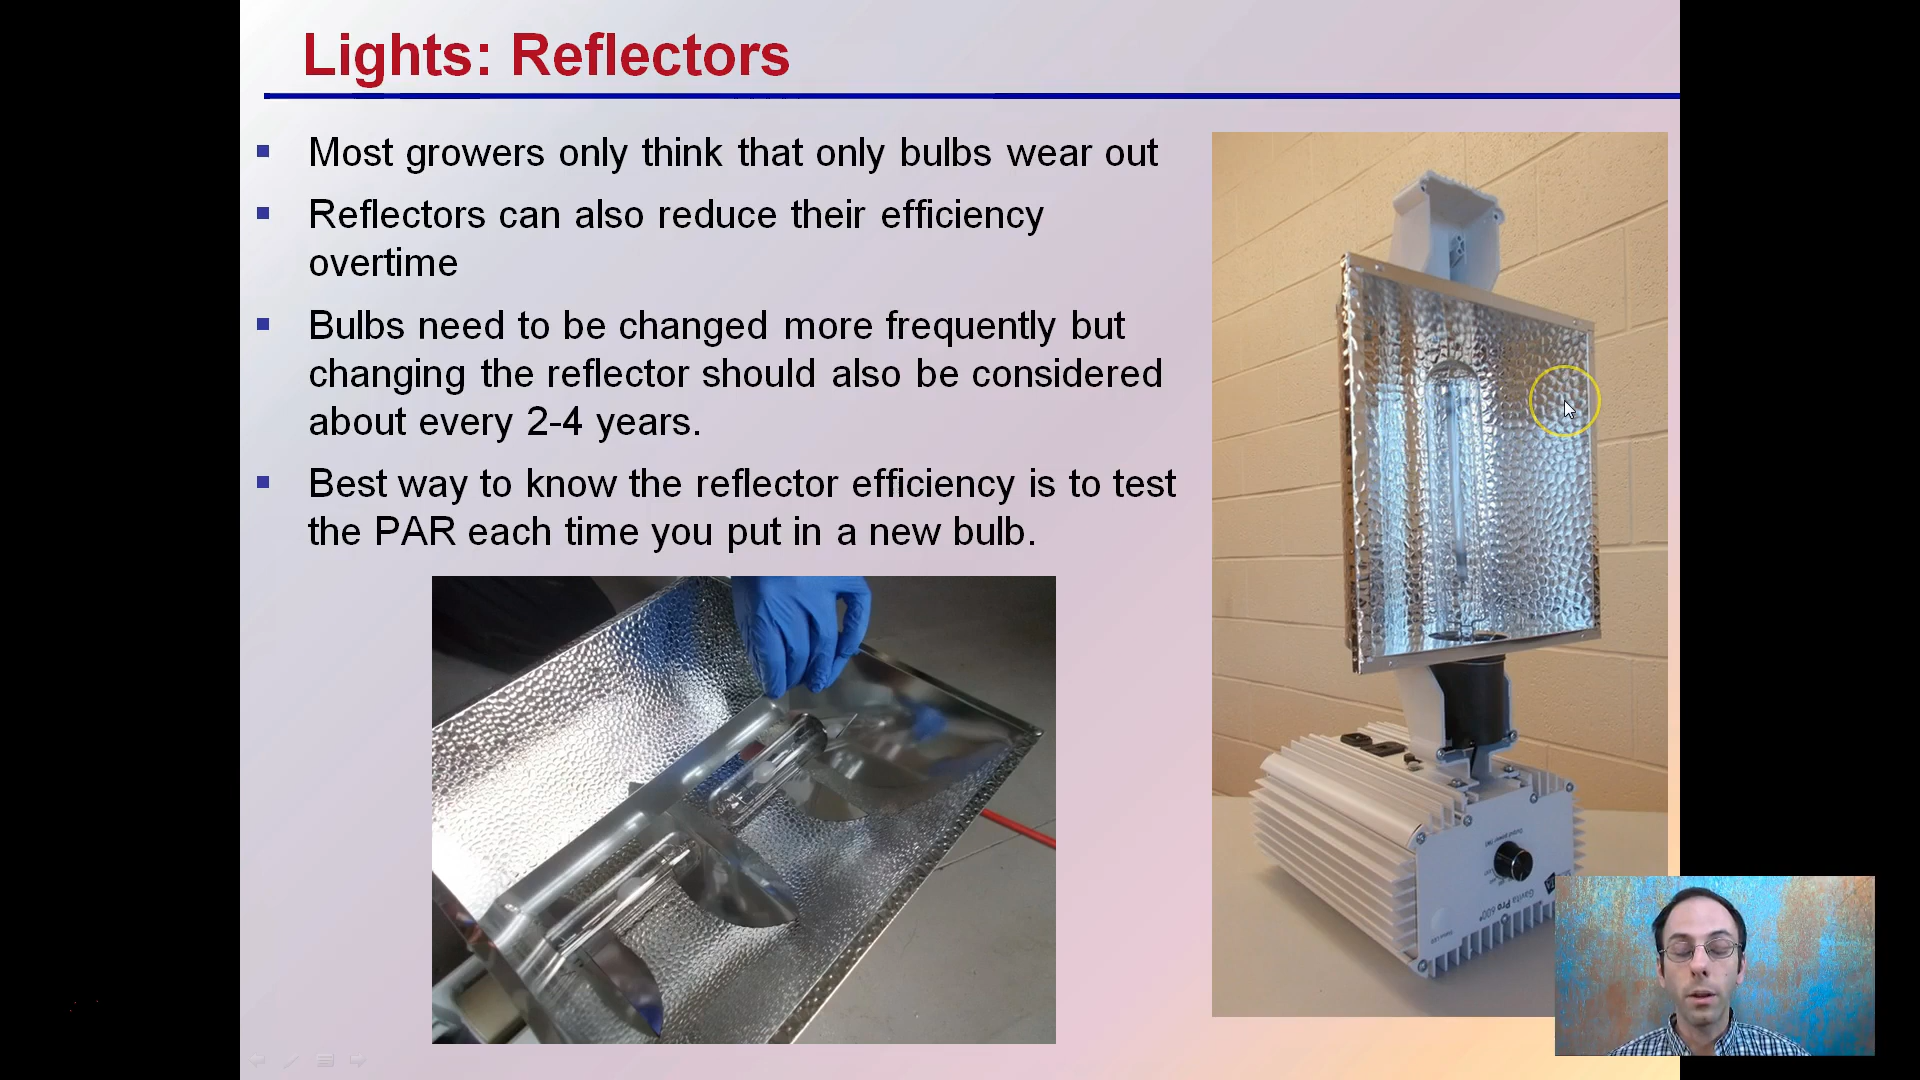 Lights: Reflectors
Most growers only think that only bulbs wear out
Reflectors can also reduce their efficiency
overtime
Bulbs need to be changed more frequently but
changing the reflector should also be considered
about every 2-4 years.
Best way to know the reflector efficiency is to test
the PAR each time you put in a new bulb.
Gavita Pro 600